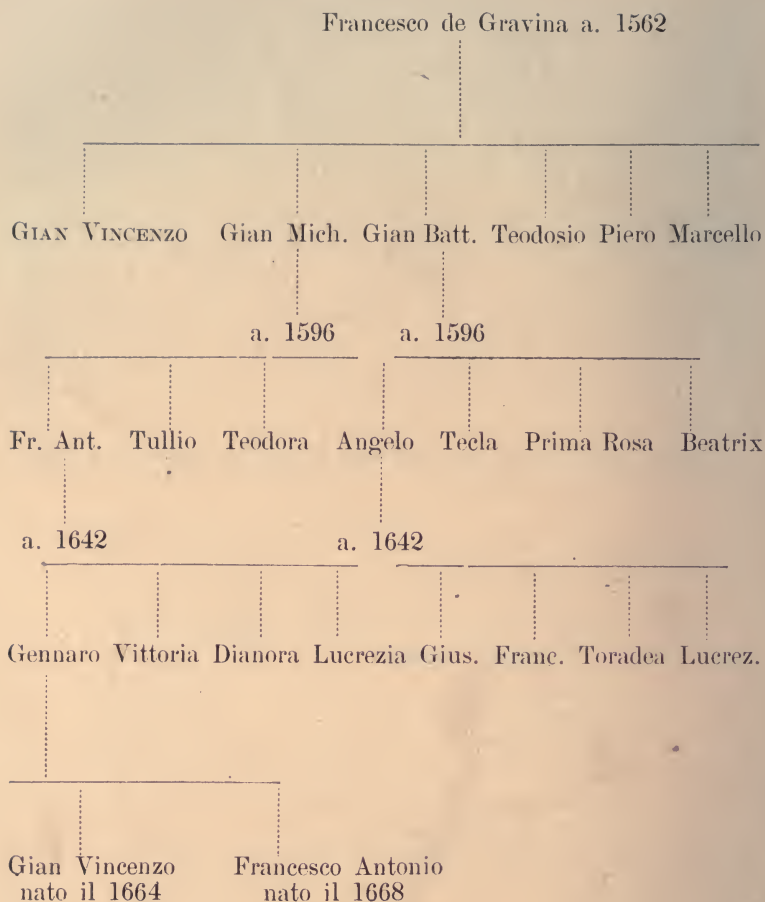 Francesco de Gravina a. 1562
GIAN VINCENZO Gian Mich. Gian Batt. Teodosio Piero Marcello
a. 1596 a. 1596
Fr. Ant. Tullio Teodora Angelo Tecla Prima Rosa Beatrix
a. 1642 a. 1642
Gennaro Vittoria Dianora Lucrezia Gius. Franc. Toradea Lucrez.
Gian Vincenzo Francesco Antonio
nato il 1664 nato il 1668